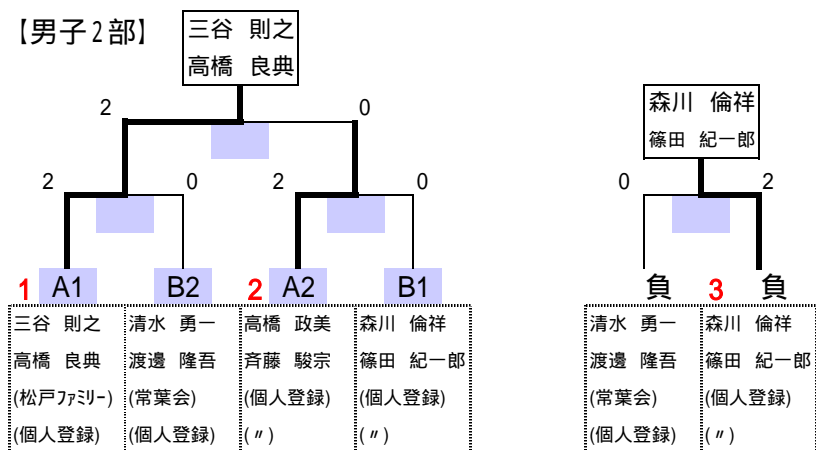 【男子2部】
三谷 則之
高橋 良典
2 0
森川 倫祥
篠田 紀一郎
2 0 2 0
0 2
1 A1 B2 2 A2 B1
負 3 負
三谷 則之 清水 勇一 高橋 政美 森川 倫祥
高橋 良典 渡邊 隆吾 斉藤 駿宗 篠田 紀一郎
(松戸ファミリー) (常葉会) (個人登録) (個人登録)
(個人登録) (個人登録) (〃) (〃)
清水 勇一 森川 倫祥
渡邊 隆吾 篠田 紀一郎
(常葉会) (個人登録)
(個人登録) (〃)